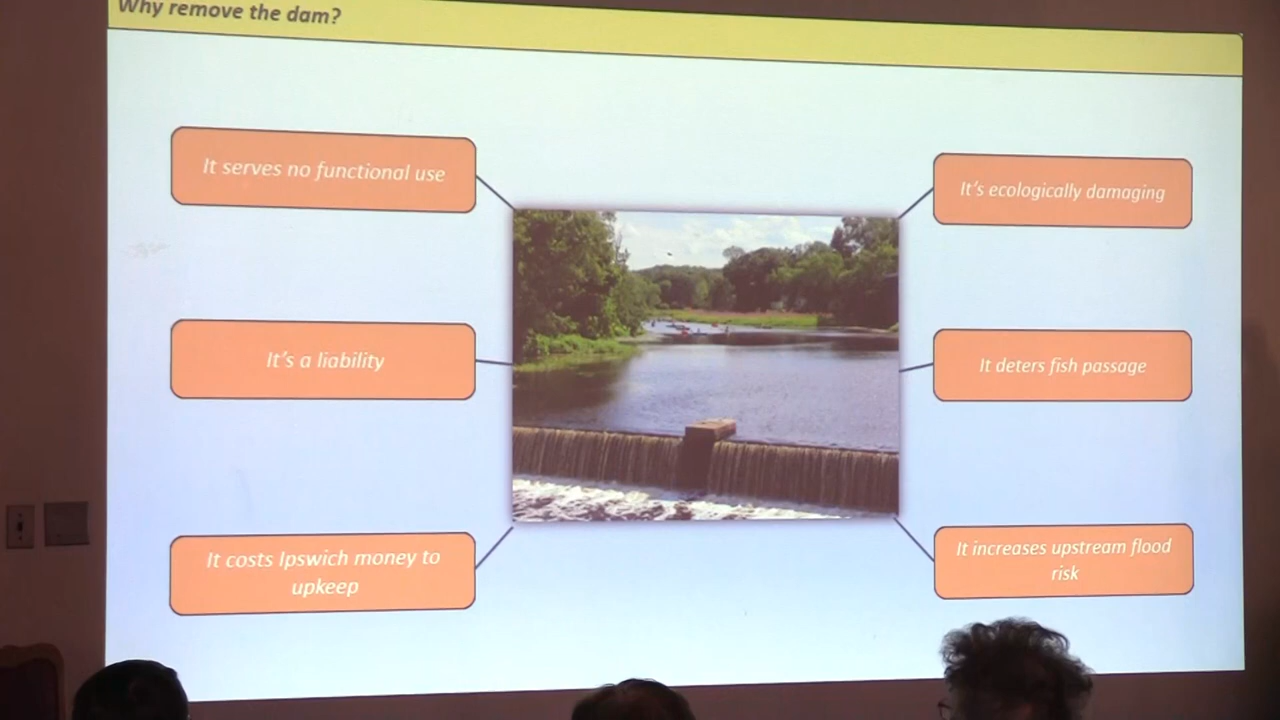 Why remove the dam?
It serves no functional use
It's a liability
It costs Ipswich money to
upkeep
It's ecologically damaging
It deters fish passage
It increases upstream flood
risk